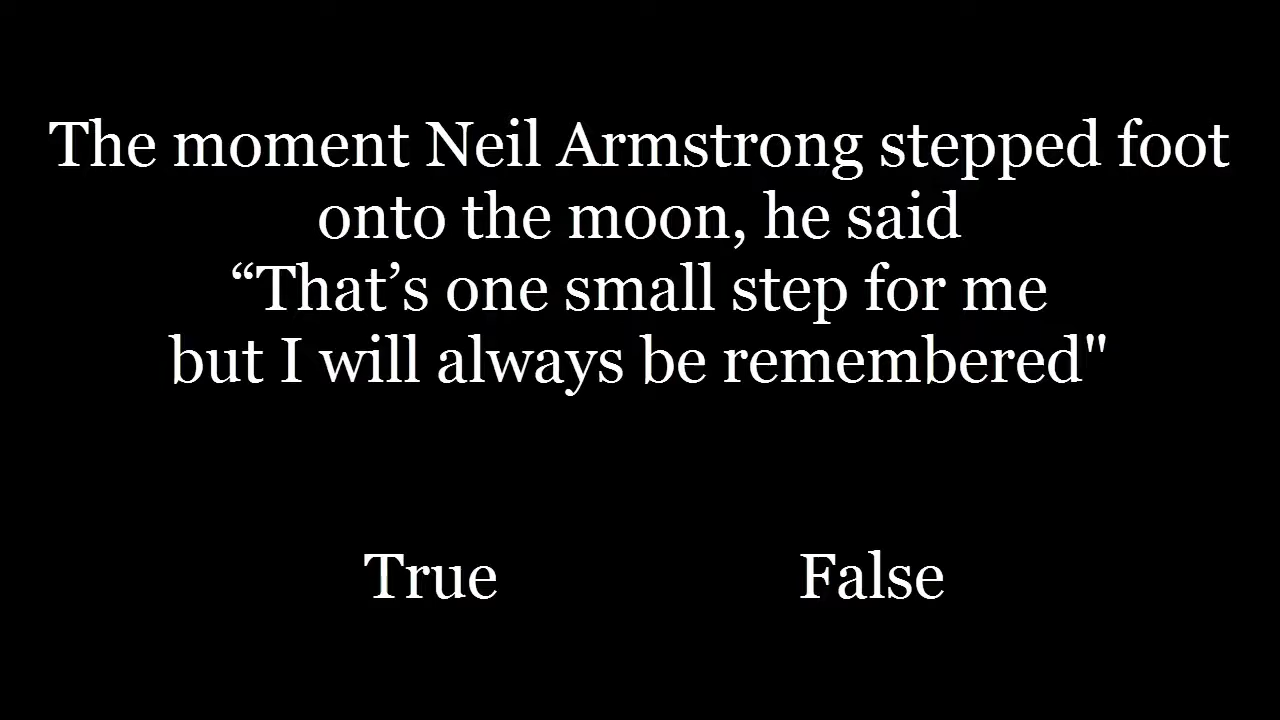 The moment Neil Armstrong stepped foot
onto the moon, he said
“That’s one small step for me
but I will always be remembered"
True False